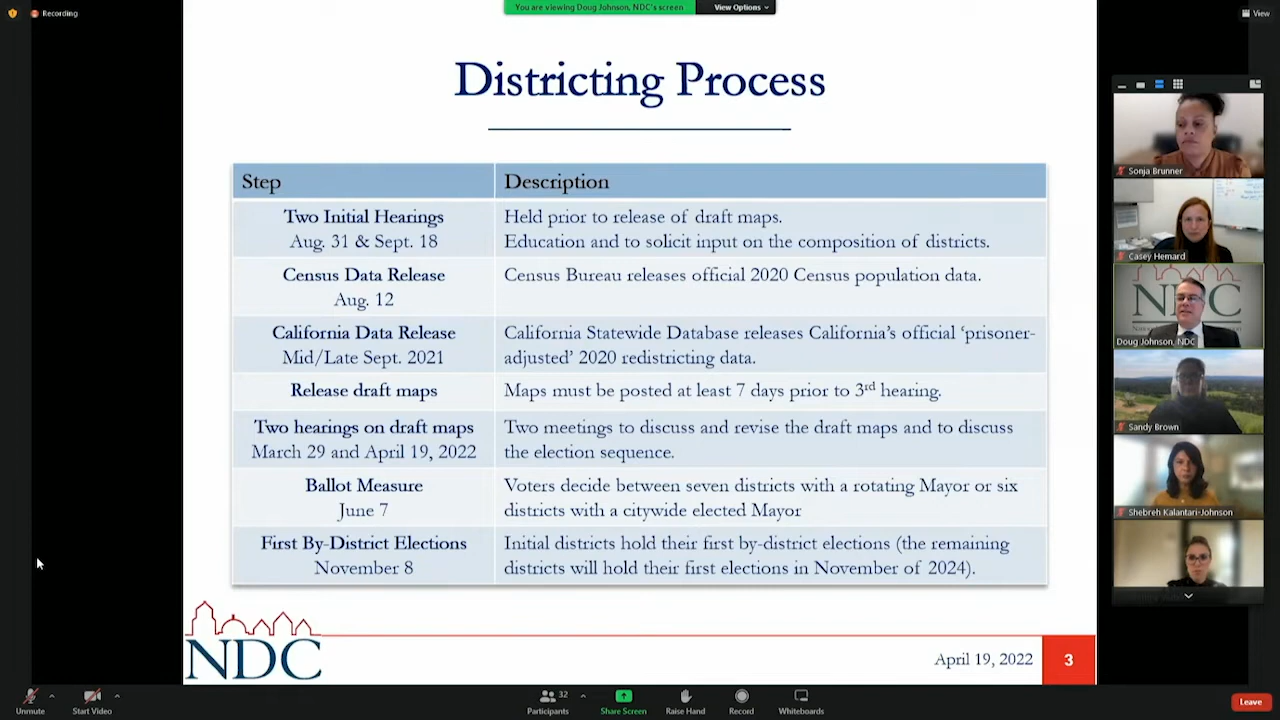 Recording
You are viewing Doug Johnson, NDC's screen
View Options
View
Districting Process
Step
Description
Two Initial Hearings
Aug. 31 & Sept. 18
Held prior to release of draft maps.
Education and to solicit input on the composition of districts.
Census Data Release
Aug. 12
Census Bureau releases official 2020 Census population data.
California Data Release
Mid/Late Sept. 2021
California Statewide Database releases California's official 'prisoner-
adjusted' 2020 redistricting data.
Release draft maps
Maps must be posted at least 7 days prior to 3rd hearing.
Two hearings on draft maps
March 29 and April 19, 2022
Two meetings to discuss and revise the draft maps and to discuss
the election sequence.
Ballot Measure
June 7
Voters decide between seven districts with a rotating Mayor or six
districts with a citywide elected Mayor
First By-District Elections
November 8
Initial districts hold their first by-district elections (the remaining
districts will hold their first elections in November of 2024).
NDC
April 19, 2022
3
Sonja Brunner
Casey Hemard
NDC
Doug Johnson, NDC
Sandy Brown
Shebreh Kalantari-Johnson
Unmute
Start Video
32
Participants
Share Screen
Raise Hand
Record
Whiteboards
Leave